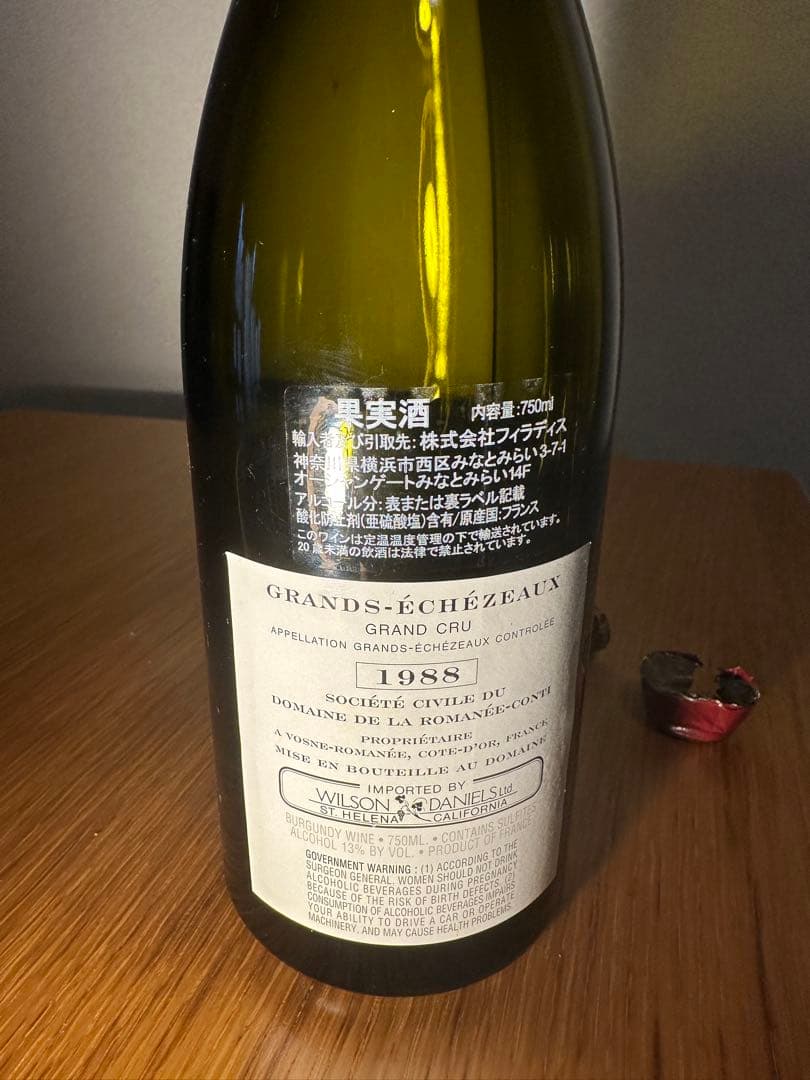 果実酒 内容量:750ml
輸入者及び引取先:株式会社フィラディス
神奈川県横浜市西区みなとみらい3-7-1
オーシャンゲートみなとみらい14F
アルコール分:表または裏ラベル記載
酸化防止剤(亜硫酸塩)含有/原産国:フランス
このワインは定温温度管理の下で輸送されています。
20歳未満の飲酒は法律で禁止されています。
GRANDS-ÉCHÉZEAUX
GRAND CRU
APPELLATION GRANDS-ÉCHÉZEAUX CONTROLÉE
1988
SOCIÉTÉ CIVILE DU
DOMAINE DE LA ROMANÉE-CONTI
PROPRIÉTAIRE
A VOSNE-ROMANÉE, COTE-D'OR, FRANCE
MISE EN BOUTEILLE AU DOMAINE
IMPORTED BY
WILSON DANIELS Ltd.
ST. HELENA CALIFORNIA
BURGUNDY WINE • 750ML. • CONTAINS SULFITES
ALCOHOL 13% BY VOL. • PRODUCT OF FRANCE
GOVERNMENT WARNING : (1) ACCORDING TO THE
SURGEON GENERAL, WOMEN SHOULD NOT DRINK
ALCOHOLIC BEVERAGES DURING PREGNANCY
BECAUSE OF THE RISK OF BIRTH DEFECTS. (2)
CONSUMPTION OF ALCOHOLIC BEVERAGES IMPAIRS
YOUR ABILITY TO DRIVE A CAR OR OPERATE
MACHINERY, AND MAY CAUSE HEALTH PROBLEMS.